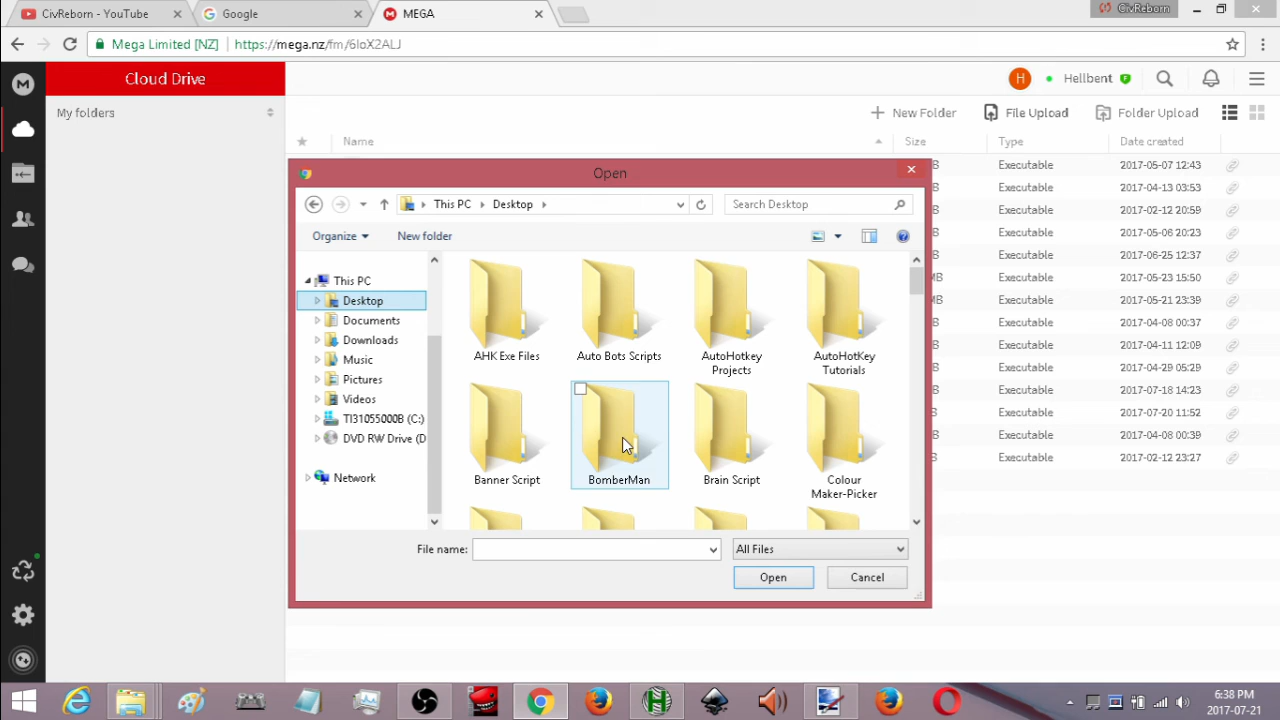 CivReborn - YouTube
Google
MEGA
CivReborn
Mega Limited [NZ]
https://mega.nz/fm/6IoX2ALJ
Cloud Drive
H
Hellbent
My folders
New Folder
File Upload
Folder Upload
Name
Size
Type
Date created
B Executable 2017-05-07 12:43
Executable 2017-04-13 03:53
Executable 2017-02-12 20:59
Executable 2017-05-06 20:23
Executable 2017-06-25 12:37
MB Executable 2017-05-23 15:50
MB Executable 2017-05-21 23:39
B Executable 2017-04-08 00:37
B Executable 2017-04-11 12:09
Executable 2017-04-29 05:29
B Executable 2017-07-18 14:23
B Executable 2017-07-20 11:52
B Executable 2017-04-08 00:39
B Executable 2017-02-12 23:27
Open
This PC
Desktop
Search Desktop
Organize
New folder
This PC
Desktop
Documents
Downloads
Music
Pictures
Videos
TI31055000B (C:)
DVD RW Drive (D
Network
AHK Exe Files
Auto Bots Scripts
AutoHotkey
Projects
AutoHotKey
Tutorials
Banner Script
BomberMan
Brain Script
Colour
Maker-Picker
File name:
All Files
Open
Cancel
6:38 PM
2017-07-21